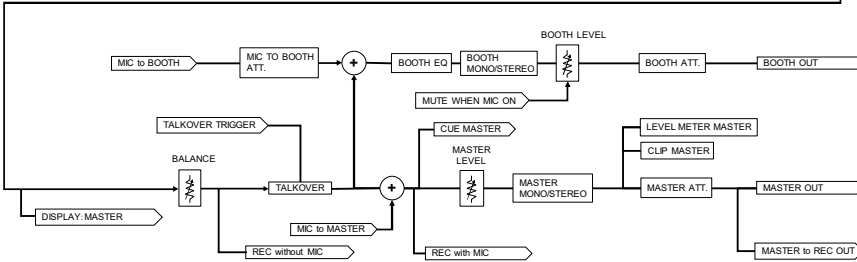 BOOTH LEVEL
MIC to BOOTH
MIC TO BOOTH
ATT.
BOOTH EQ
BOOTH
MONO/STEREO
BOOTH ATT.
BOOTH OUT
MUTE WHEN MIC ON
TALKOVER TRIGGER
CUE MASTER
LEVEL METER MASTER
BALANCE
MASTER
LEVEL
CLIP MASTER
TALKOVER
MASTER
MONO/STEREO
MASTER ATT.
MASTER OUT
DISPLAY:MASTER
MIC to MASTER
REC without MIC
REC with MIC
MASTER to REC OUT